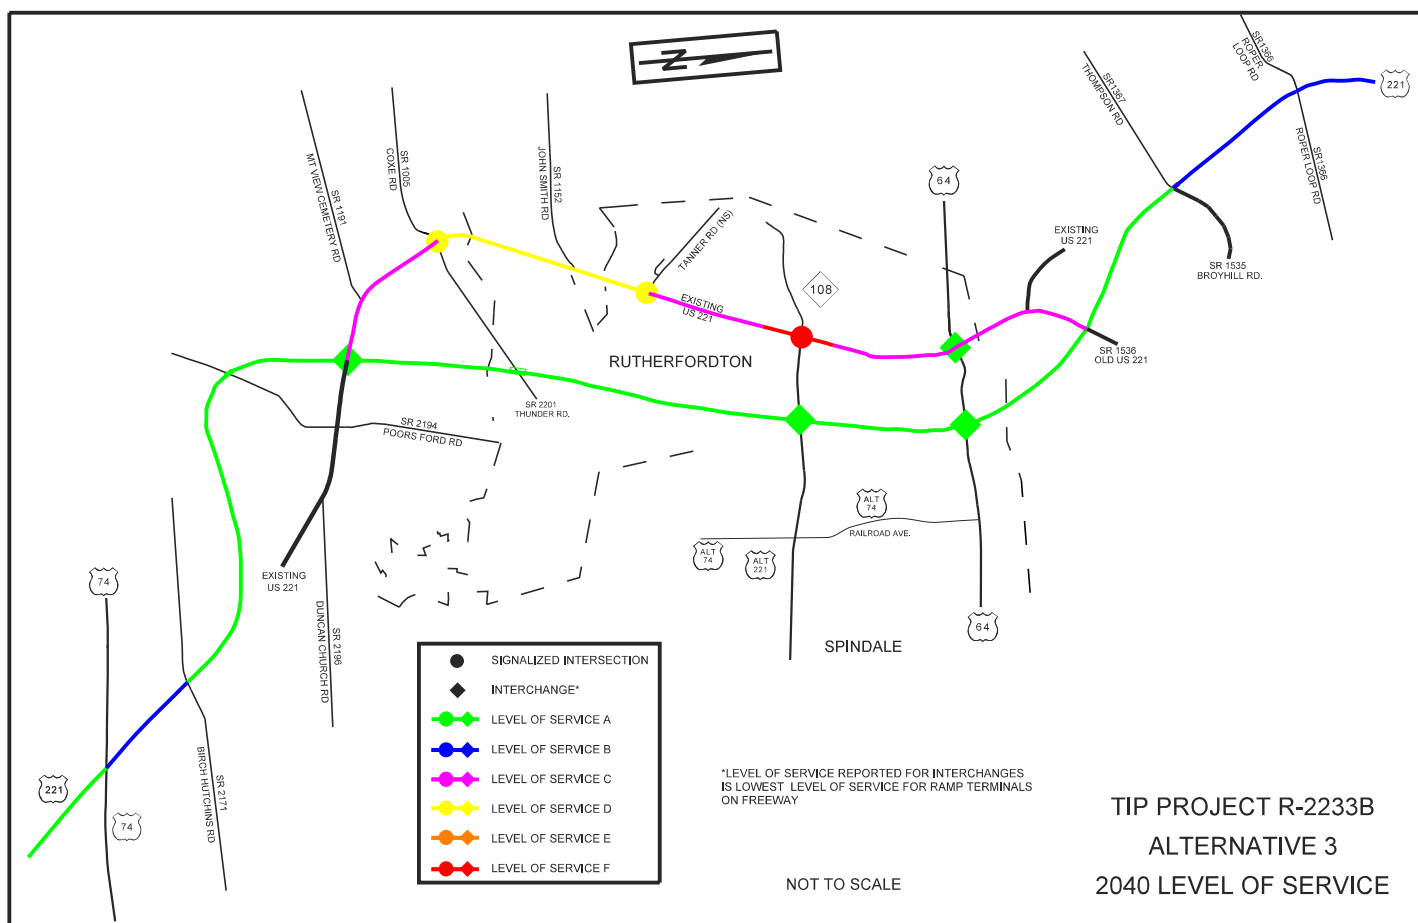 N
SR1366
ROPER
LOOP RD
SR1367
THOMPSON RD
221
SR1366
ROPER LOOP RD
SR 1191
MT VIEW CEMETERY RD
SR 1005
COXE RD
SR 1152
JOHN SMITH RD
64
TANNER RD (NS)
EXISTING
US 221
SR 1535
BROYHILL RD.
108
EXISTING
US 221
RUTHERFORDTON
SR 1536
OLD US 221
SR 2201
THUNDER RD.
SR 2194
POORS FORD RD
ALT
74
RAILROAD AVE.
ALT
74
ALT
221
EXISTING
US 221
74
SR 2196
DUNCAN CHURCH RD
64
SPINDALE
221
74
SR 2171
BIRCH HUTCHINS RD
SIGNALIZED INTERSECTION
INTERCHANGE*
LEVEL OF SERVICE A
LEVEL OF SERVICE B
LEVEL OF SERVICE C
LEVEL OF SERVICE D
LEVEL OF SERVICE E
LEVEL OF SERVICE F
*LEVEL OF SERVICE REPORTED FOR INTERCHANGES
IS LOWEST LEVEL OF SERVICE FOR RAMP TERMINALS
ON FREEWAY
NOT TO SCALE
TIP PROJECT R-2233B
ALTERNATIVE 3
2040 LEVEL OF SERVICE